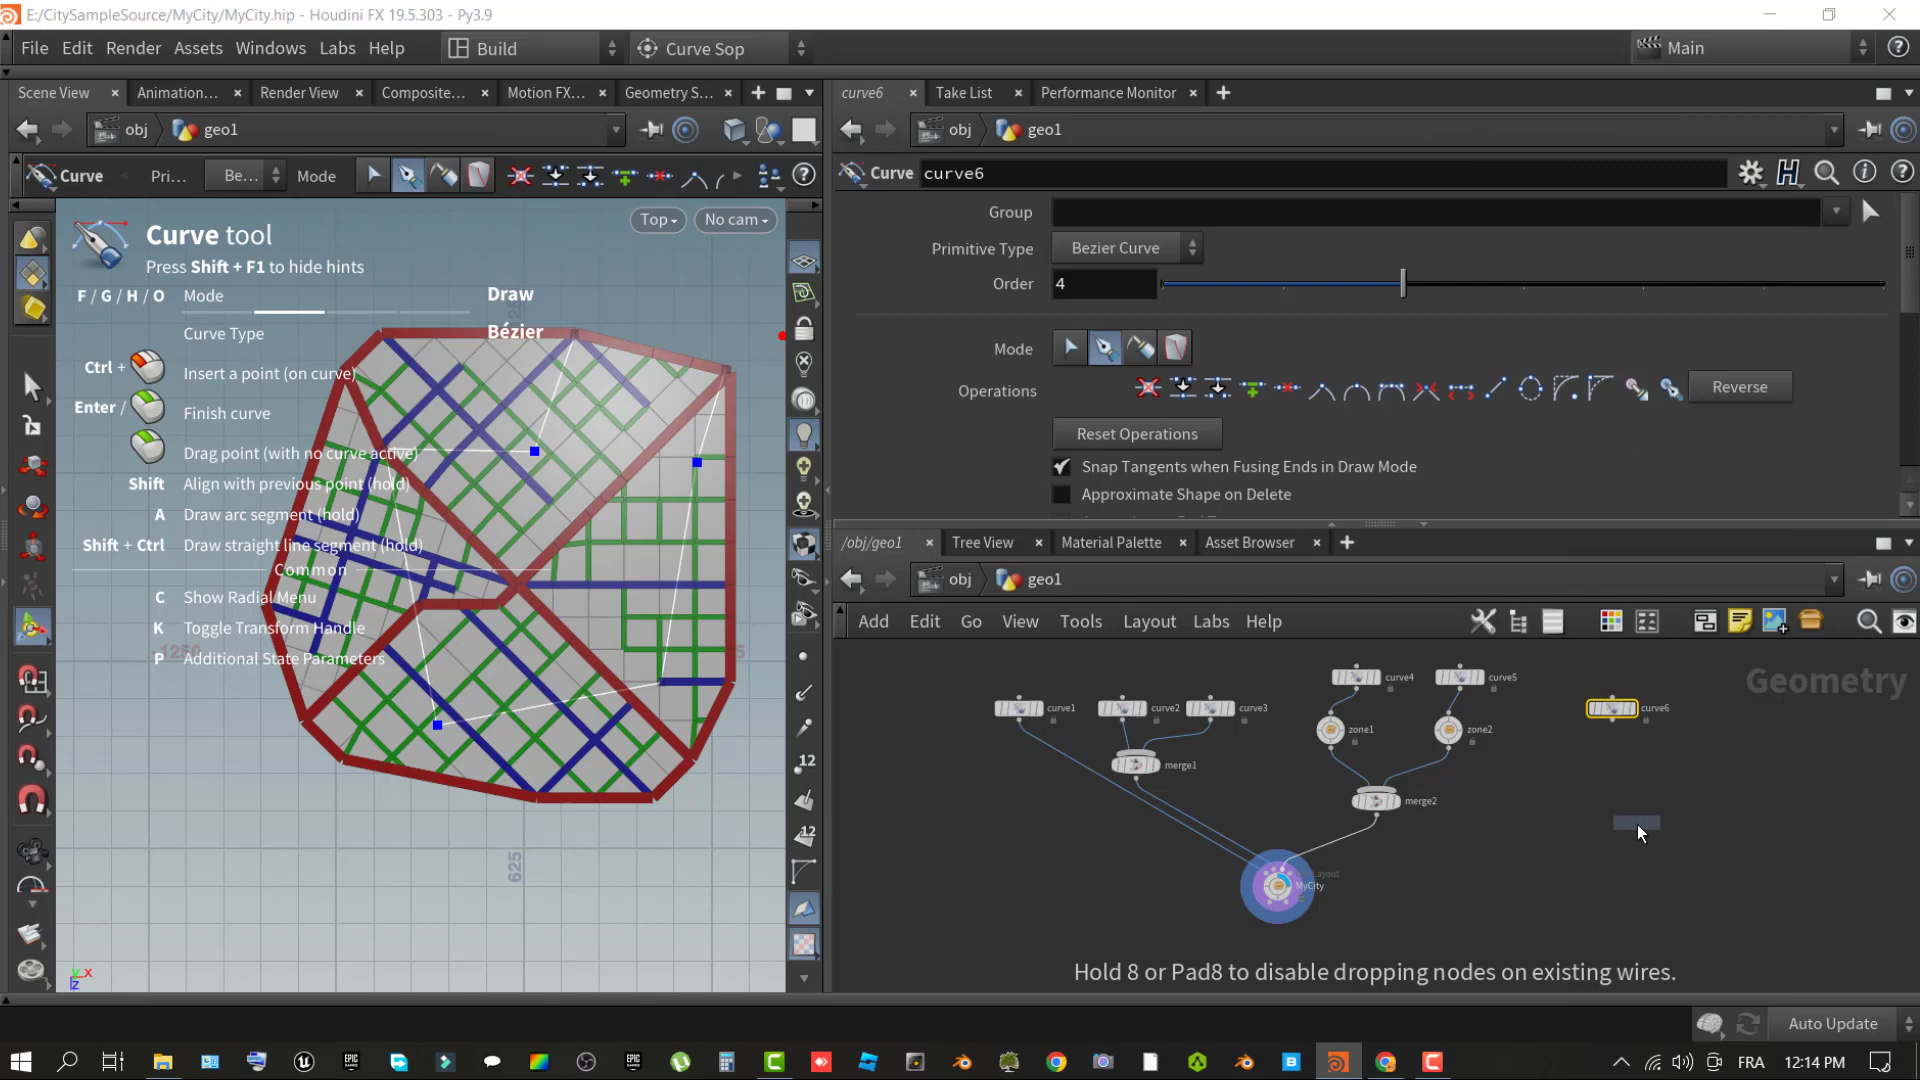 E:/CitySampleSource/MyCity/MyCity.hip - Houdini FX 19.5.303 - Py3.9
File Edit Render Assets Windows Labs Help Build Curve Sop Main
Scene View Animation... Render View Composite... Motion FX... Geometry S...
curve6 Take List Performance Monitor
obj geo1
obj geo1
Curve Pri... Be... Mode
Curve curve6
Top No cam
Curve tool
Press Shift + F1 to hide hints
F / G / H / O Mode Draw
Curve Type Bézier
Ctrl + Insert a point (on curve)
Enter / Finish curve
Drag point (with no curve active)
Shift Align with previous point (hold)
A Draw arc segment (hold)
Shift + Ctrl Draw straight line segment (hold)
Common
C Show Radial Menu
K Toggle Transform Handle
P Additional State Parameters
-1250
625
y x
z
12
12
Group
Primitive Type Bezier Curve
Order 4
Mode
Operations Reverse
Reset Operations
Snap Tangents when Fusing Ends in Draw Mode
Approximate Shape on Delete
/obj/geo1 Tree View Material Palette Asset Browser
obj geo1
Add Edit Go View Tools Layout Labs Help
Geometry
curve4 curve5
curve1 curve2 curve3 curve6
zone1 zone2
merge1
merge2
MyCity
Hold 8 or Pad8 to disable dropping nodes on existing wires.
Auto Update
FRA 12:14 PM